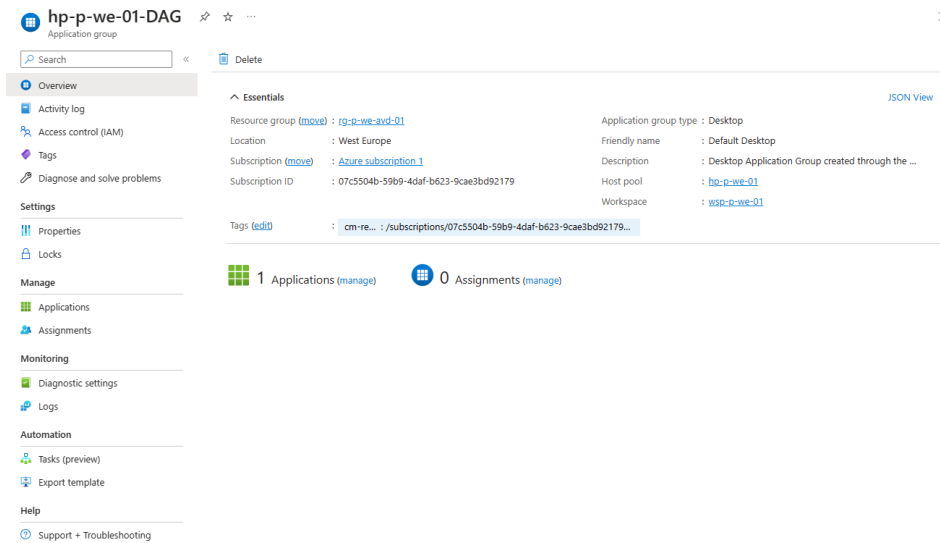 hp-p-we-01-DAG
Application group
Search
Delete
Overview
Activity log
Access control (IAM)
Tags
Diagnose and solve problems
Settings
Properties
Locks
Manage
Applications
Assignments
Monitoring
Diagnostic settings
Logs
Automation
Tasks (preview)
Export template
Help
Support + Troubleshooting
Essentials
JSON View
Resource group (move) : rg-p-we-avd-01
Location : West Europe
Subscription (move) : Azure subscription 1
Subscription ID : 07c5504b-59b9-4daf-b623-9cae3bd92179
Application group type : Desktop
Friendly name : Default Desktop
Description : Desktop Application Group created through the ...
Host pool : hp-p-we-01
Workspace : wsp-p-we-01
Tags (edit) : cm-re... : /subscriptions/07c5504b-59b9-4daf-b623-9cae3bd92179...
1 Applications (manage)
0 Assignments (manage)